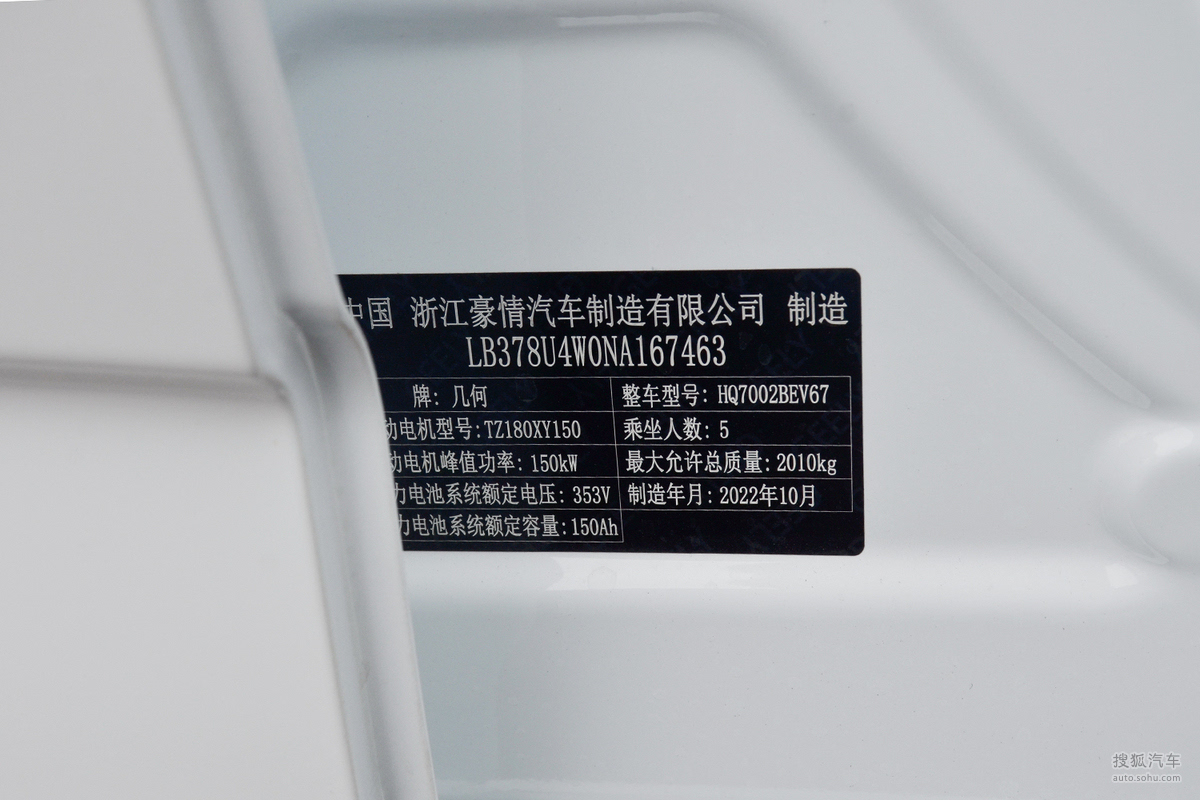 中国 浙江豪情汽车制造有限公司 制造
LB378U4W0NA167463
牌: 几何 整车型号: HQ7002BEV67
动电机型号:TZ180XY150 乘坐人数: 5
动电机峰值功率: 150kW 最大允许总质量: 2010kg
力电池系统额定电压: 353V 制造年月: 2022年10月
力电池系统额定容量:150Ah
搜狐汽车
auto.sohu.com